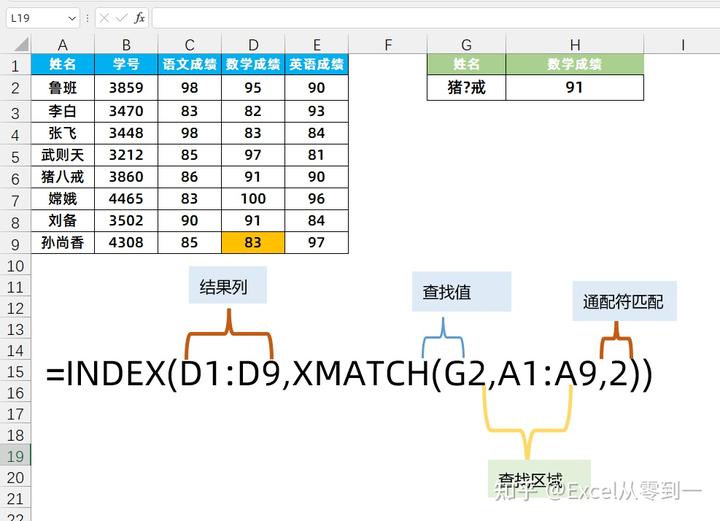 L19 fx
A B C D E F G H I
1 姓名 学号 语文成绩 数学成绩 英语成绩 姓名 数学成绩
2 鲁班 3859 98 95 90 猪?戒 91
3 李白 3470 83 82 93
4 张飞 3448 98 83 84
5 武则天 3212 85 97 81
6 猪八戒 3860 86 91 90
7 嫦娥 4465 83 100 96
8 刘备 3502 90 91 84
9 孙尚香 4308 85 83 97
10
11 结果列 查找值 通配符匹配
12
13
14
15 =INDEX(D1:D9,XMATCH(G2,A1:A9,2))
16
17
18
19
20 查找区域
知乎 @Excel从零到一
21
22